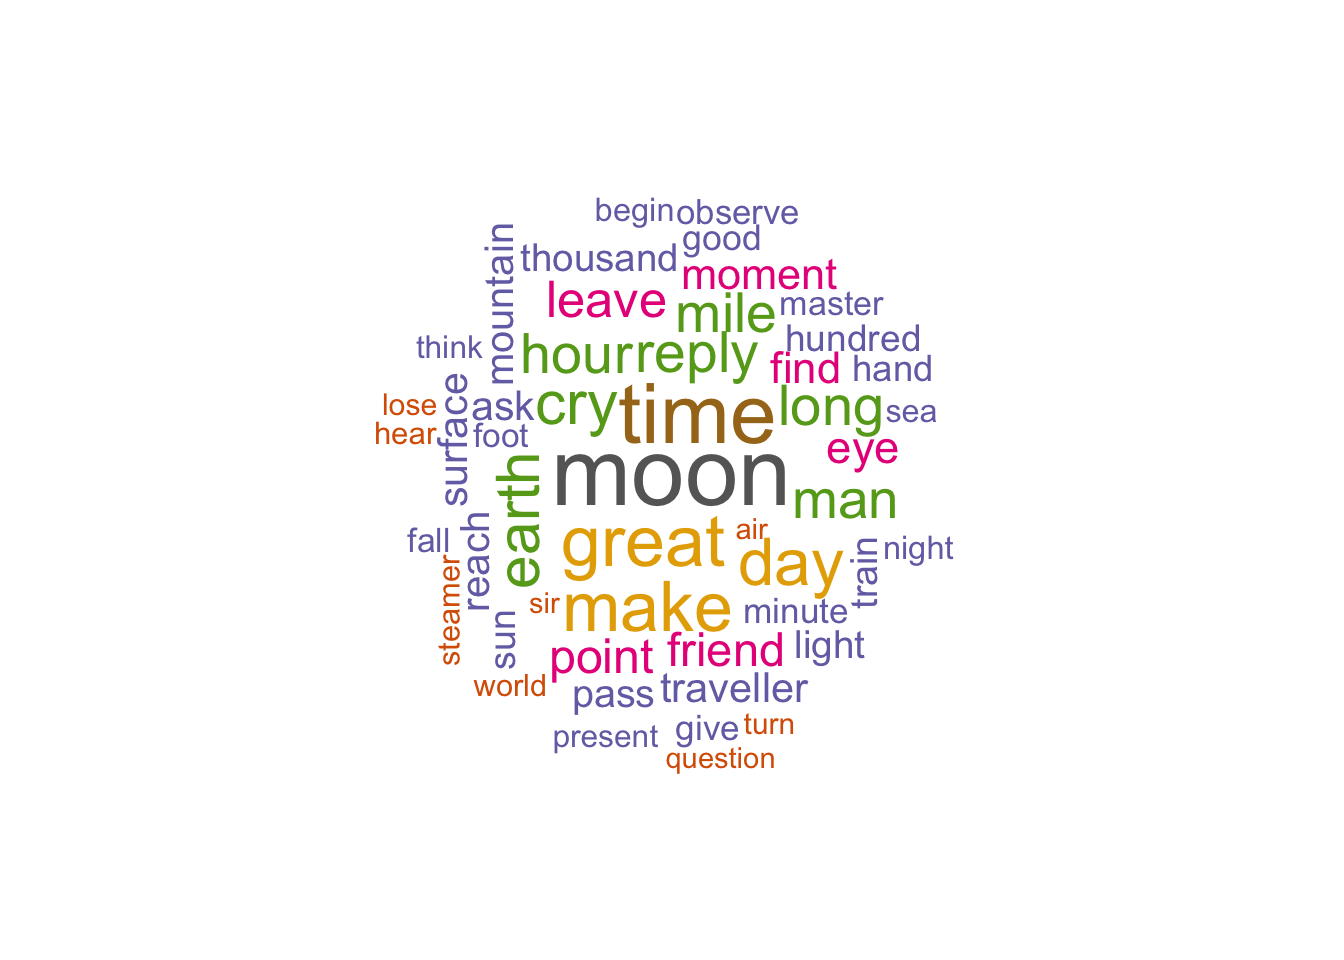 begin observe
good
mountain thousand
moment
leave mile master
hundred
think hour reply
find hand
surface
lose ask cry time long sea
hear foot
eye
earth moon man
great air
fall day train night
reach
steamer sir make minute
sun
point friend light
world pass traveller
present give turn
question